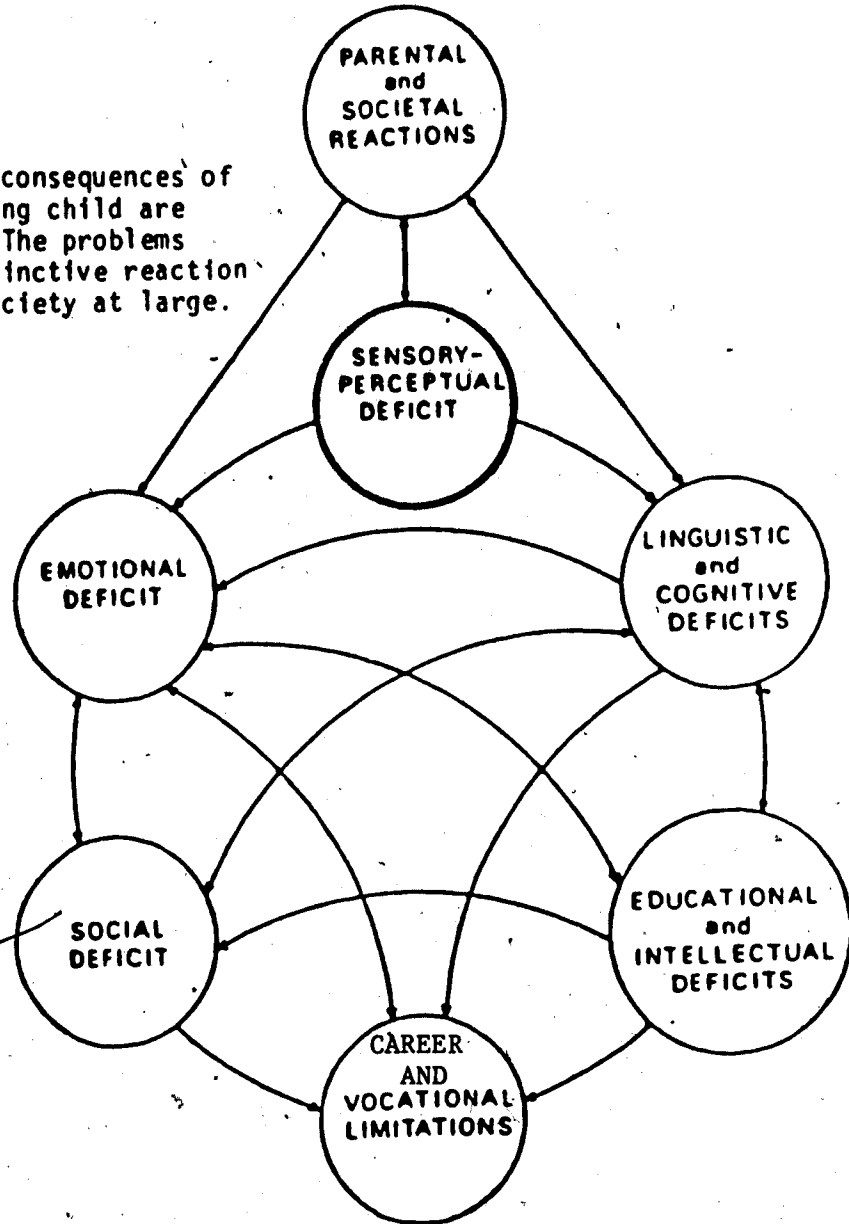 PARENTAL
and
SOCIETAL
REACTIONS
consequences of
ng child are
The problems
inctive reaction
ciety at large.
SENSORY-
PERCEPTUAL
DEFICIT
EMOTIONAL
DEFICIT
LINGUISTIC
and
COGNITIVE
DEFICITS
SOCIAL
DEFICIT
EDUCATIONAL
and
INTELLECTUAL
DEFICITS
CAREER
AND
VOCATIONAL
LIMITATIONS